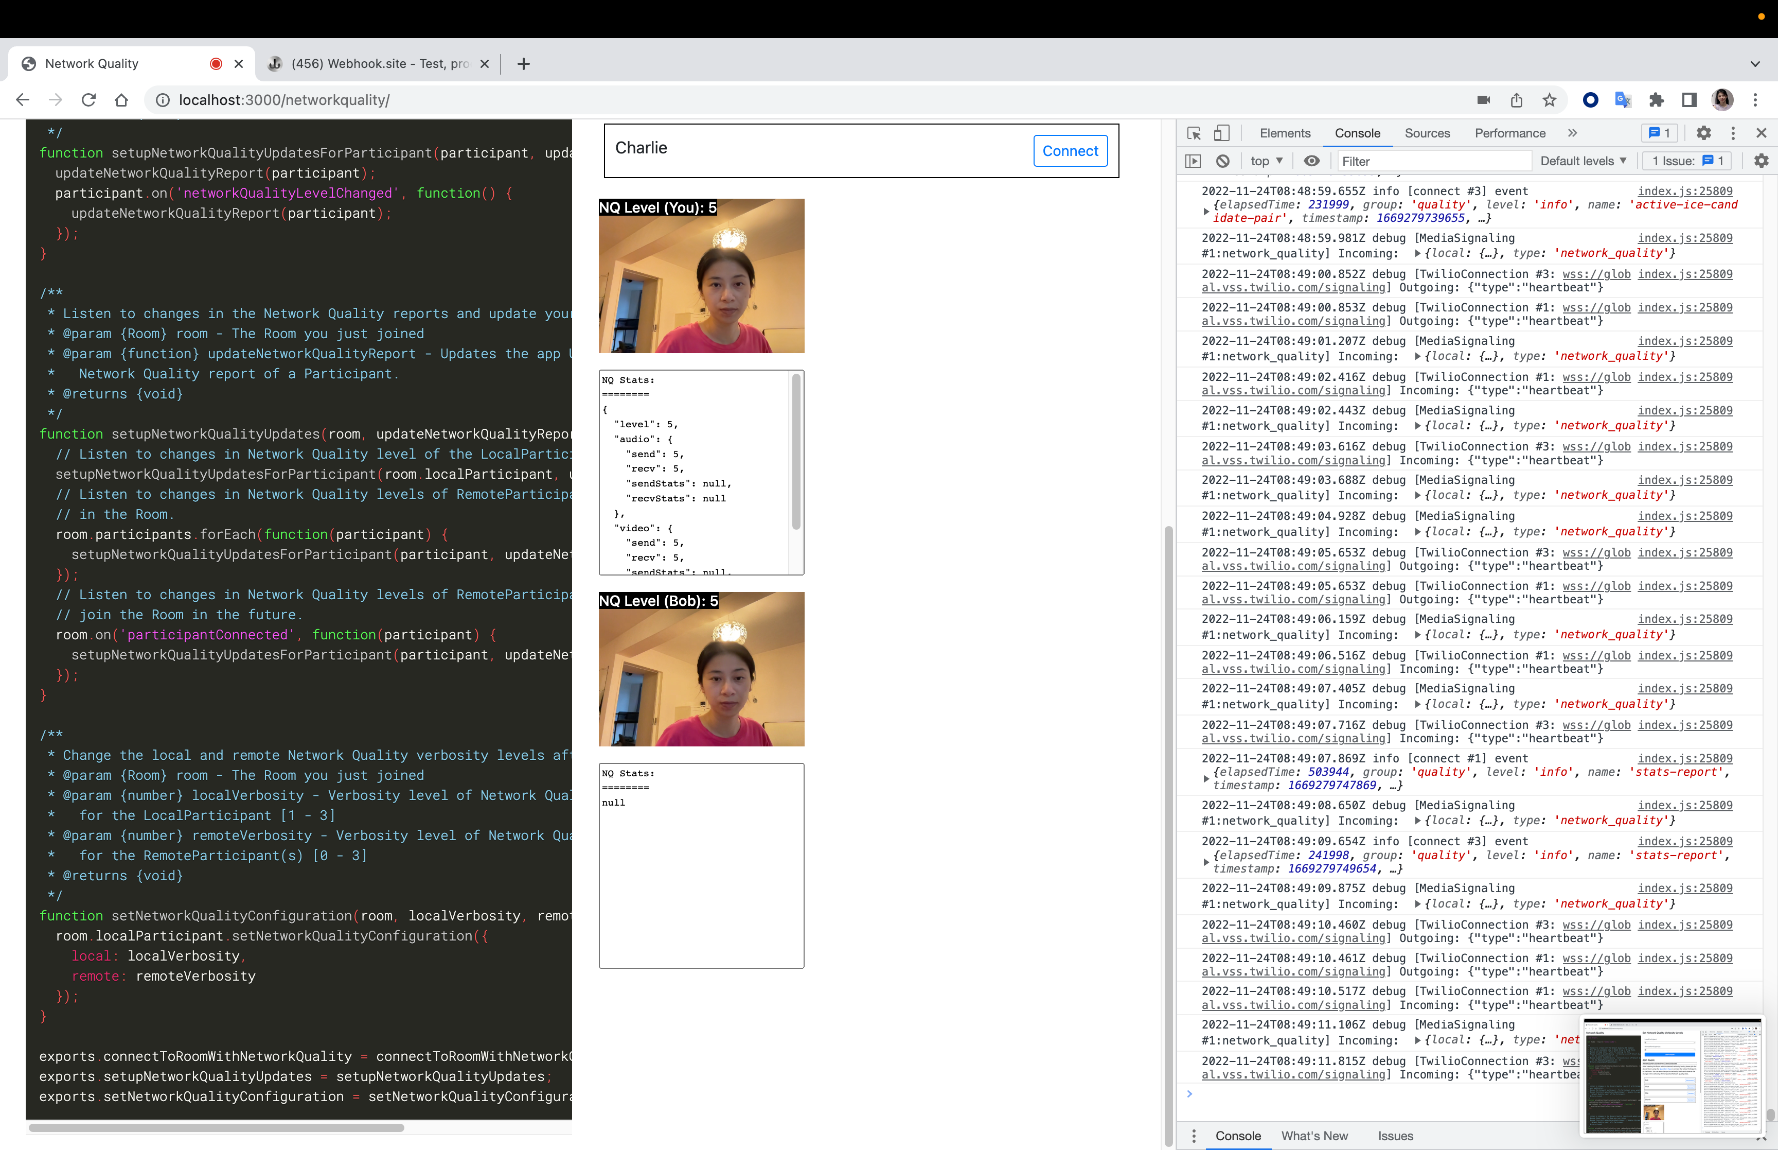 Network Quality
(456) Webhook.site - Test, pro
localhost:3000/networkquality/
*/
function setupNetworkQualityUpdatesForParticipant(participant, upda
updateNetworkQualityReport(participant);
participant.on('networkQualityLevelChanged', function() {
updateNetworkQualityReport(participant);
});
}
/**
* Listen to changes in the Network Quality reports and update your
* @param {Room} room - The Room you just joined
* @param {function} updateNetworkQualityReport - Updates the app U
* Network Quality report of a Participant.
* @returns {void}
*/
function setupNetworkQualityUpdates(room, updateNetworkQualityRepor
// Listen to changes in Network Quality level of the LocalPartici
setupNetworkQualityUpdatesForParticipant(room.localParticipant, u
// Listen to changes in Network Quality levels of RemoteParticipa
// in the Room.
room.participants.forEach(function(participant) {
setupNetworkQualityUpdatesForParticipant(participant, updateNet
});
// Listen to changes in Network Quality levels of RemoteParticipa
// join the Room in the future.
room.on('participantConnected', function(participant) {
setupNetworkQualityUpdatesForParticipant(participant, updateNet
});
}
/**
* Change the local and remote Network Quality verbosity levels aft
* @param {Room} room - The Room you just joined
* @param {number} localVerbosity - Verbosity level of Network Qual
* for the LocalParticipant [1 - 3]
* @param {number} remoteVerbosity - Verbosity level of Network Qua
* for the RemoteParticipant(s) [0 - 3]
* @returns {void}
*/
function setNetworkQualityConfiguration(room, localVerbosity, remot
room.localParticipant.setNetworkQualityConfiguration({
local: localVerbosity,
remote: remoteVerbosity
});
}
exports.connectToRoomWithNetworkQuality = connectToRoomWithNetworkQ
exports.setupNetworkQualityUpdates = setupNetworkQualityUpdates;
exports.setNetworkQualityConfiguration = setNetworkQualityConfigura
Charlie
Connect
NQ Level (You): 5
NQ Stats:
========
{
"level": 5,
"audio": {
"send": 5,
"recv": 5,
"sendStats": null,
"recvStats": null
},
"video": {
"send": 5,
"recv": 5,
"sendStats": null,
NQ Level (Bob): 5
NQ Stats:
========
null
Elements Console Sources Performance » 1
top Filter Default levels 1 Issue: 1
2022-11-24T08:48:59.655Z info [connect #3] event index.js:25809
{elapsedTime: 231999, group: 'quality', level: 'info', name: 'active-ice-cand
idate-pair', timestamp: 1669279739655, …}
2022-11-24T08:48:59.981Z debug [MediaSignaling index.js:25809
#1:network_quality] Incoming: {local: {…}, type: 'network_quality'}
2022-11-24T08:49:00.852Z debug [TwilioConnection #3: wss://glob index.js:25809
al.vss.twilio.com/signaling] Outgoing: {"type":"heartbeat"}
2022-11-24T08:49:00.853Z debug [TwilioConnection #1: wss://glob index.js:25809
al.vss.twilio.com/signaling] Outgoing: {"type":"heartbeat"}
2022-11-24T08:49:01.207Z debug [MediaSignaling index.js:25809
#1:network_quality] Incoming: {local: {…}, type: 'network_quality'}
2022-11-24T08:49:02.416Z debug [TwilioConnection #1: wss://glob index.js:25809
al.vss.twilio.com/signaling] Incoming: {"type":"heartbeat"}
2022-11-24T08:49:02.443Z debug [MediaSignaling index.js:25809
#1:network_quality] Incoming: {local: {…}, type: 'network_quality'}
2022-11-24T08:49:03.616Z debug [TwilioConnection #3: wss://glob index.js:25809
al.vss.twilio.com/signaling] Incoming: {"type":"heartbeat"}
2022-11-24T08:49:03.688Z debug [MediaSignaling index.js:25809
#1:network_quality] Incoming: {local: {…}, type: 'network_quality'}
2022-11-24T08:49:04.928Z debug [MediaSignaling index.js:25809
#1:network_quality] Incoming: {local: {…}, type: 'network_quality'}
2022-11-24T08:49:05.653Z debug [TwilioConnection #3: wss://glob index.js:25809
al.vss.twilio.com/signaling] Outgoing: {"type":"heartbeat"}
2022-11-24T08:49:05.653Z debug [TwilioConnection #1: wss://glob index.js:25809
al.vss.twilio.com/signaling] Outgoing: {"type":"heartbeat"}
2022-11-24T08:49:06.159Z debug [MediaSignaling index.js:25809
#1:network_quality] Incoming: {local: {…}, type: 'network_quality'}
2022-11-24T08:49:06.516Z debug [TwilioConnection #1: wss://glob index.js:25809
al.vss.twilio.com/signaling] Incoming: {"type":"heartbeat"}
2022-11-24T08:49:07.405Z debug [MediaSignaling index.js:25809
#1:network_quality] Incoming: {local: {…}, type: 'network_quality'}
2022-11-24T08:49:07.716Z debug [TwilioConnection #3: wss://glob index.js:25809
al.vss.twilio.com/signaling] Incoming: {"type":"heartbeat"}
2022-11-24T08:49:07.869Z info [connect #1] event index.js:25809
{elapsedTime: 503944, group: 'quality', level: 'info', name: 'stats-report',
timestamp: 1669279747869, …}
2022-11-24T08:49:08.650Z debug [MediaSignaling index.js:25809
#1:network_quality] Incoming: {local: {…}, type: 'network_quality'}
2022-11-24T08:49:09.654Z info [connect #3] event index.js:25809
{elapsedTime: 241998, group: 'quality', level: 'info', name: 'stats-report',
timestamp: 1669279749654, …}
2022-11-24T08:49:09.875Z debug [MediaSignaling index.js:25809
#1:network_quality] Incoming: {local: {…}, type: 'network_quality'}
2022-11-24T08:49:10.460Z debug [TwilioConnection #3: wss://glob index.js:25809
al.vss.twilio.com/signaling] Outgoing: {"type":"heartbeat"}
2022-11-24T08:49:10.461Z debug [TwilioConnection #1: wss://glob index.js:25809
al.vss.twilio.com/signaling] Outgoing: {"type":"heartbeat"}
2022-11-24T08:49:10.517Z debug [TwilioConnection #1: wss://glob index.js:25809
al.vss.twilio.com/signaling] Incoming: {"type":"heartbeat"}
2022-11-24T08:49:11.106Z debug [MediaSignaling
#1:network_quality] Incoming: {local: {…}, type: 'net
2022-11-24T08:49:11.815Z debug [TwilioConnection #3: wss
al.vss.twilio.com/signaling] Incoming: {"type":"heartbeat"}
Console What's New Issues